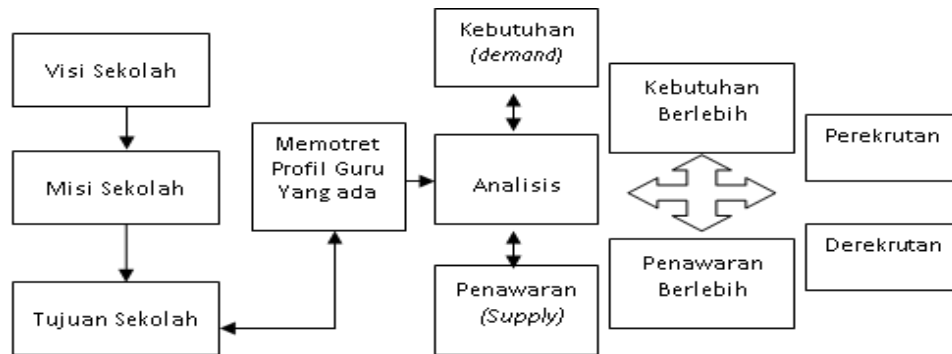 Visi Sekolah
Misi Sekolah
Tujuan Sekolah
Memotret
Profil Guru
Yang ada
Kebutuhan
(demand)
Analisis
Penawaran
(Supply)
Kebutuhan
Berlebih
Penawaran
Berlebih
Perekrutan
Derekrutan